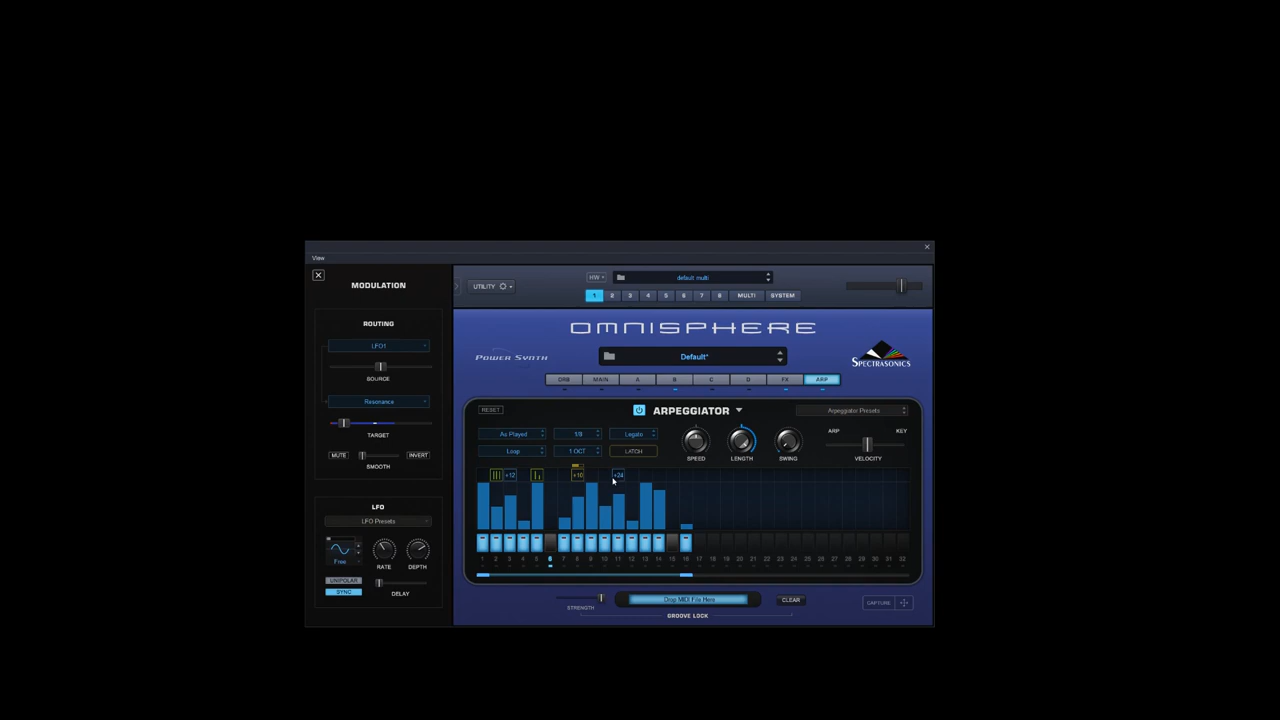 View
MODULATION
ROUTING
LFO1
SOURCE
Resonance
TARGET
MUTE INVERT
SMOOTH
LFO
LFO Presets
Free
RATE DEPTH
UNIPOLAR
SYNC
DELAY
UTILITY
HW
default multi
1 2 3 4 5 6 7 8 MULTI SYSTEM
OMNISPHERE
POWER SYNTH
Default*
SPECTRASONICS
ORB MAIN A B C D FX ARP
RESET
ARPEGGIATOR
Arpeggiator Presets
As Played 1/8 Legato
Loop 1 OCT LATCH
SPEED LENGTH SWING
ARP KEY
VELOCITY
+12 +10 +24
1 2 3 4 5 6 7 8 9 10 11 12 13 14 15 16 17 18 19 20 21 22 23 24 25 26 27 28 29 30 31 32
STRENGTH
Drop MIDI File Here
CLEAR
GROOVE LOCK
CAPTURE